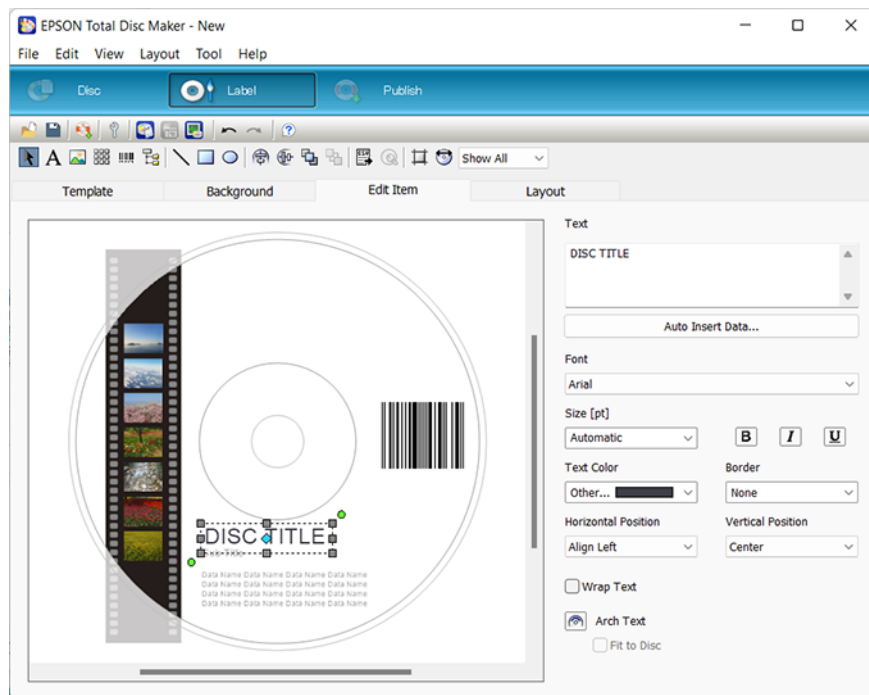 EPSON Total Disc Maker - New
File Edit View Layout Tool Help
Disc Label Publish
Show All
Template Background Edit Item Layout
Text
DISC TITLE
Auto Insert Data...
Font
Arial
Size [pt]
Automatic B I U
Text Color Border
Other... None
Horizontal Position Vertical Position
Align Left Center
Wrap Text
Arch Text
Fit to Disc
DISC TITLE
Sub Title
Data Name Data Name Data Name Data Name
Data Name Data Name Data Name Data Name
Data Name Data Name Data Name Data Name
Data Name Data Name Data Name Data Name